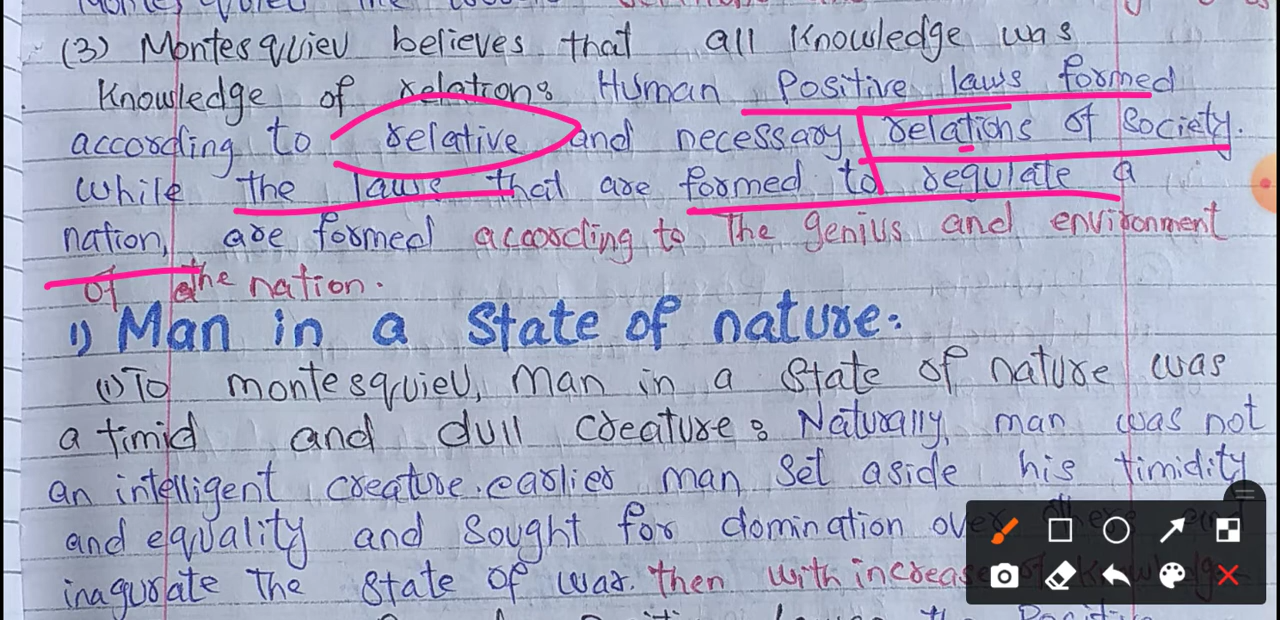 (3) Montesquieu believes that all Knowledge was
Knowledge of relation: Human Positive laws formed
according to relative and necessary relations of society.
while the laws that are formed to regulate a
nation, are formed according to The genius and environment
of the nation.
1) Man in a State of nature:
(1) To montesquieu, man in a State of nature was
a timid and dull creature: Naturally, man was not
an intelligent creature. earlier man set aside his timidity
and equality and sought for domination over
inagurate The State of war. then with increase